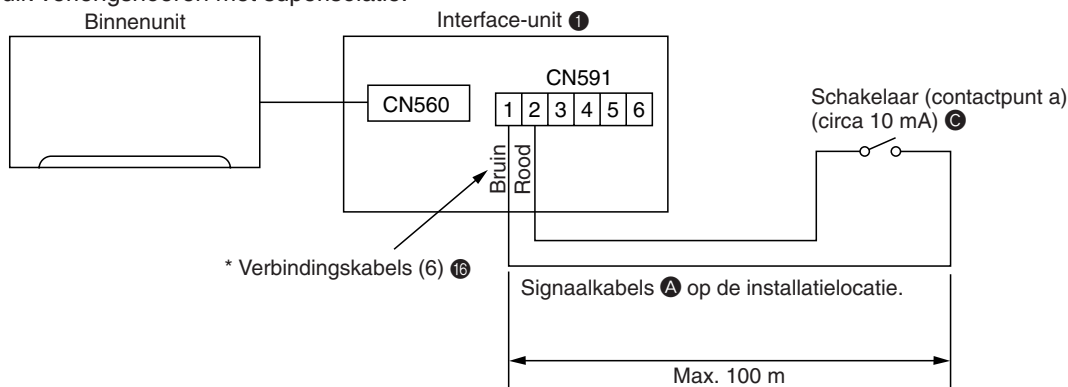 Binnenunit
Interface-unit ❶
CN560
CN591
1 2 3 4 5 6
Bruin
Rood
Schakelaar (contactpunt a)
(circa 10 mA) 🅒
* Verbindingskabels (6) ⓰
Signaalkabels 🅐 op de installatielocatie.
Max. 100 m